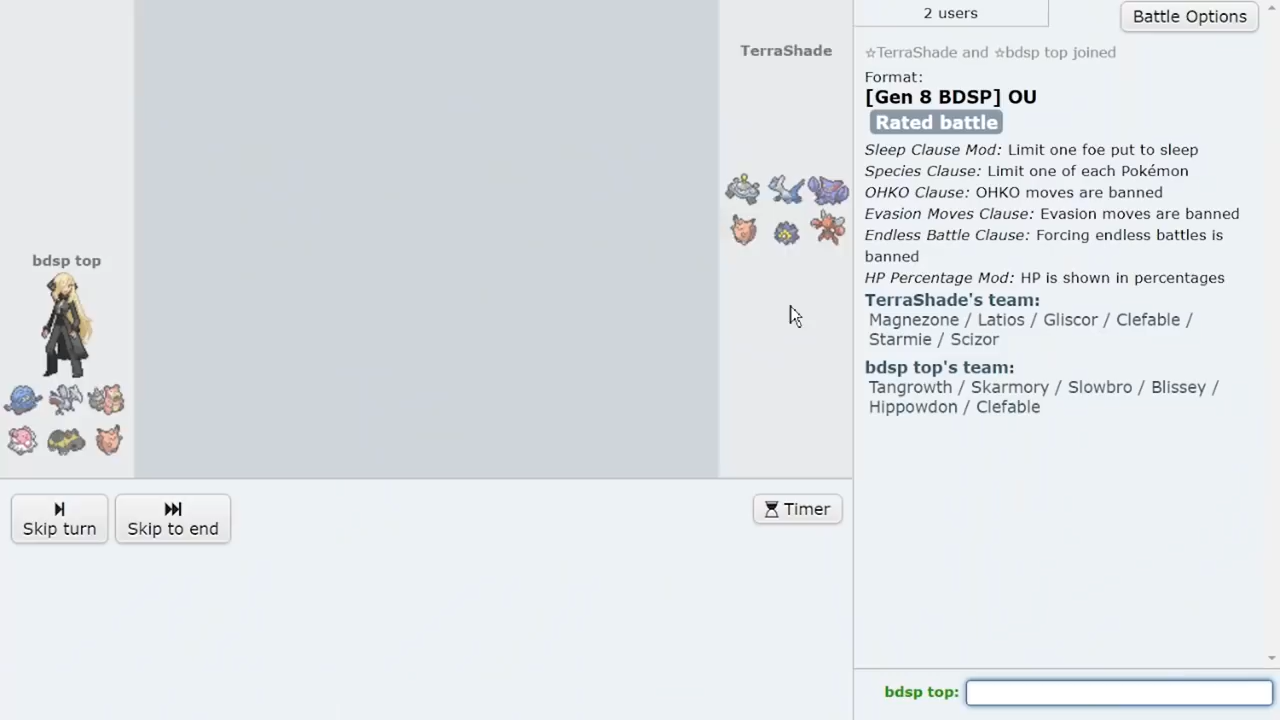 2 users
Battle Options
TerraShade
☆TerraShade and ☆bdsp top joined
Format:
[Gen 8 BDSP] OU
Rated battle
Sleep Clause Mod: Limit one foe put to sleep
Species Clause: Limit one of each Pokémon
OHKO Clause: OHKO moves are banned
Evasion Moves Clause: Evasion moves are banned
Endless Battle Clause: Forcing endless battles is
banned
HP Percentage Mod: HP is shown in percentages
TerraShade's team:
Magnezone / Latios / Gliscor / Clefable /
Starmie / Scizor
bdsp top's team:
Tangrowth / Skarmory / Slowbro / Blissey /
Hippowdon / Clefable
bdsp top
Skip turn
Skip to end
Timer
bdsp top: